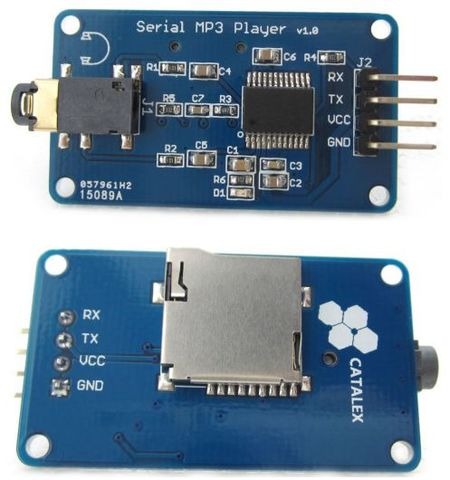 Serial MP3 Player v1.0
C6
R4
J2
R1
C4
RX
R5
C7
R3
J1
TX
VCC
GND
R2
C5
C1
C3
R6
C2
D1
057961H2
15089A
RX
TX
VCC
GND
CATALEX